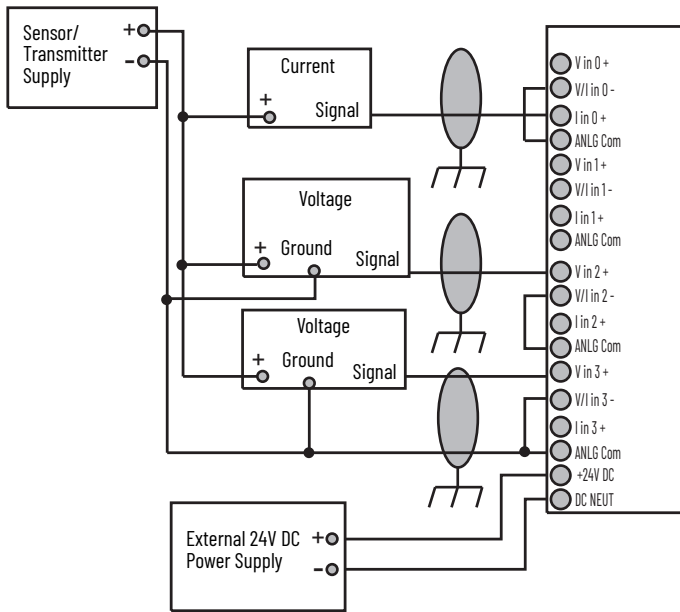 Sensor/
Transmitter
Supply
+
-
Current
+
Signal
Voltage
+
Ground
Signal
Voltage
+
Ground
Signal
External 24V DC
Power Supply
+
-
V in 0 +
V/I in 0 -
I in 0 +
ANLG Com
V in 1 +
V/I in 1 -
I in 1 +
ANLG Com
V in 2 +
V/I in 2 -
I in 2 +
ANLG Com
V in 3 +
V/I in 3 -
I in 3 +
ANLG Com
+24V DC
DC NEUT